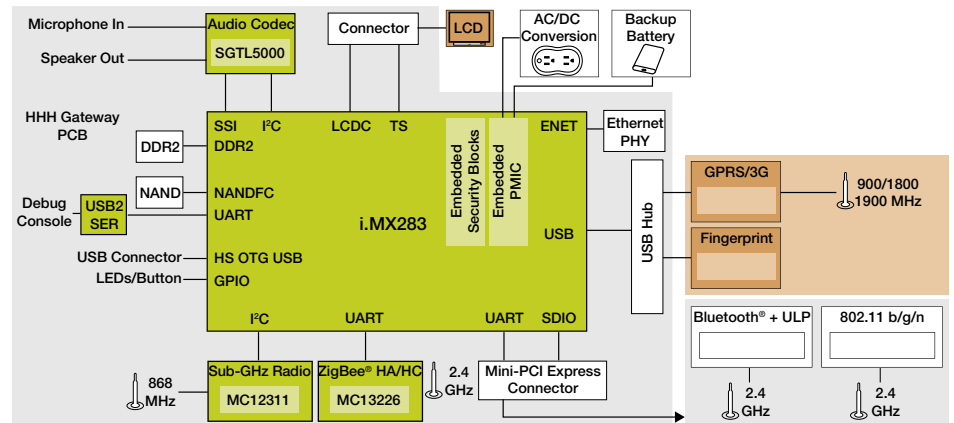 Microphone In
Speaker Out
Audio Codec
SGTL5000
Connector
LCD
AC/DC
Conversion
Backup
Battery
HHH Gateway
PCB
SSI
I²C
LCDC
TS
ENET
Ethernet
PHY
DDR2
DDR2
NAND
NANDFC
Debug
Console
USB2
SER
UART
i.MX283
Embedded
Security Blocks
Embedded
PMIC
USB
USB Hub
USB Connector
HS OTG USB
LEDs/Button
GPIO
GPRS/3G
900/1800
1900 MHz
Fingerprint
I²C
UART
UART
SDIO
868
MHz
Sub-GHz Radio
MC12311
ZigBee® HA/HC
MC13226
2.4
GHz
Mini-PCI Express
Connector
Bluetooth® + ULP
2.4
GHz
802.11 b/g/n
2.4
GHz